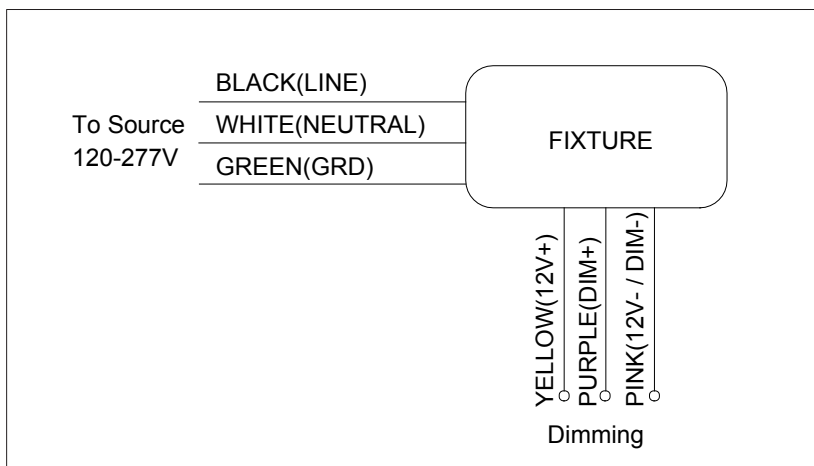 BLACK(LINE)
To Source
120-277V
WHITE(NEUTRAL)
GREEN(GRD)
FIXTURE
YELLOW(12V+)
PURPLE(DIM+)
PINK(12V- / DIM-)
Dimming